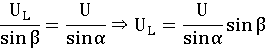 U_L/sin β = U/sin α ⇒ U_L = U/sin α sin β